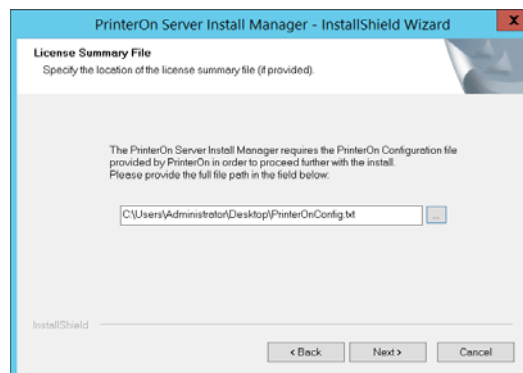 PrinterOn Server Install Manager - InstallShield Wizard
x
License Summary File
Specify the location of the license summary file (if provided).
The PrinterOn Server Install Manager requires the PrinterOn Configuration file
provided by PrinterOn in order to proceed further with the install.
Please provide the full file path in the field below:
C:\Users\Administrator\Desktop\PrinterOnConfig.txt
...
InstallShield
< Back
Next >
Cancel